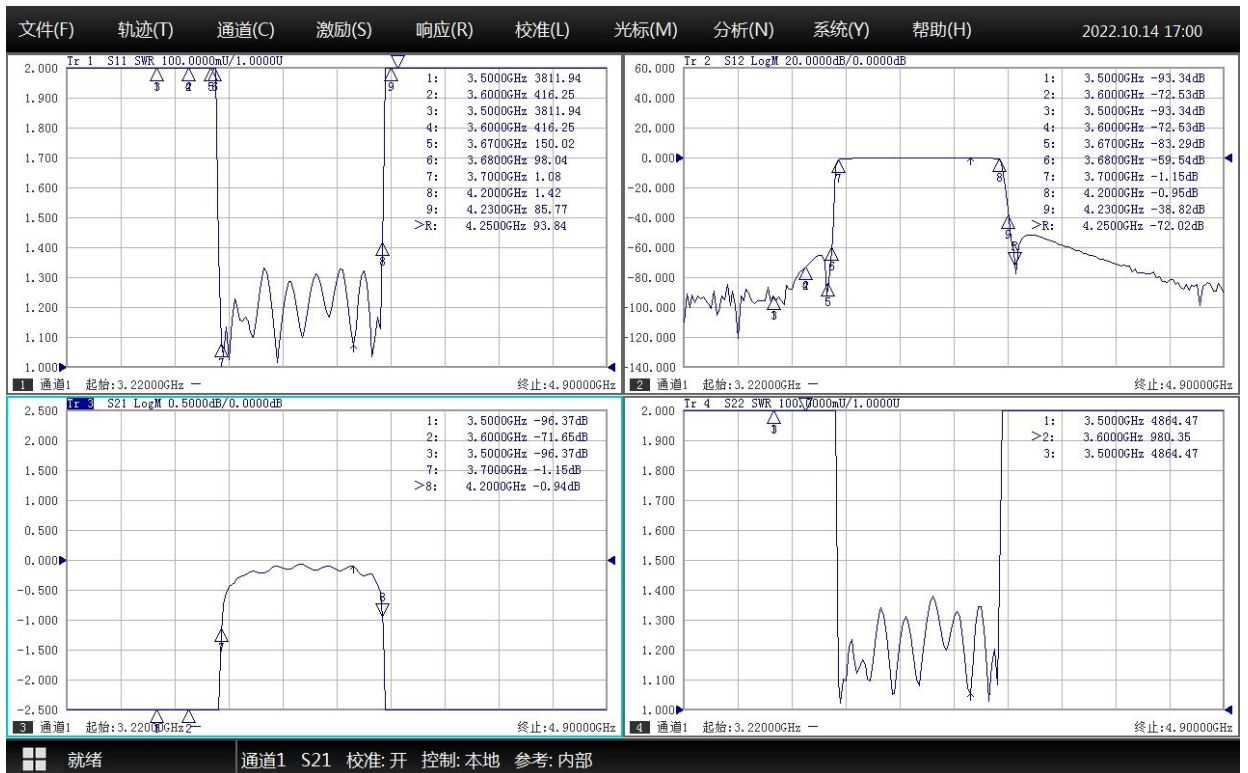 文件(F) 轨迹(T) 通道(C) 激励(S) 响应(R) 校准(L) 光标(M) 分析(N) 系统(Y) 帮助(H) 2022.10.14 17:00
Tr 1 S11 SWR 100.0000mU/1.0000U
2.000
1.900
1.800
1.700
1.600
1.500
1.400
1.300
1.200
1.100
1.000
1: 3.5000GHz 3811.94
2: 3.6000GHz 416.25
3: 3.5000GHz 3811.94
4: 3.6000GHz 416.25
5: 3.6700GHz 150.02
6: 3.6800GHz 98.04
7: 3.7000GHz 1.08
8: 4.2000GHz 1.42
9: 4.2300GHz 85.77
>R: 4.2500GHz 93.84
8
9
1 通道1 起始:3.22000GHz — 终止:4.90000GHz
Tr 2 S12 LogM 20.0000dB/0.0000dB
60.000
40.000
20.000
0.000
-20.000
-40.000
-60.000
-80.000
-100.000
-120.000
-140.000
1: 3.5000GHz -93.34dB
2: 3.6000GHz -72.53dB
3: 3.5000GHz -93.34dB
4: 3.6000GHz -72.53dB
5: 3.6700GHz -83.29dB
6: 3.6800GHz -59.54dB
7: 3.7000GHz -1.15dB
8: 4.2000GHz -0.95dB
9: 4.2300GHz -38.82dB
>R: 4.2500GHz -72.02dB
7
8
9
6
5
2 通道1 起始:3.22000GHz — 终止:4.90000GHz
Tr 3 S21 LogM 0.5000dB/0.0000dB
2.500
2.000
1.500
1.000
0.500
0.000
-0.500
-1.000
-1.500
-2.000
-2.500
1: 3.5000GHz -96.37dB
2: 3.6000GHz -71.65dB
3: 3.5000GHz -96.37dB
7: 3.7000GHz -1.15dB
>8: 4.2000GHz -0.94dB
8
3 通道1 起始:3.22000GHz 2— 终止:4.90000GHz
Tr 4 S22 SWR 100.0000mU/1.0000U
2.000
1.900
1.800
1.700
1.600
1.500
1.400
1.300
1.200
1.100
1.000
1: 3.5000GHz 4864.47
>2: 3.6000GHz 980.35
3: 3.5000GHz 4864.47
4 通道1 起始:3.22000GHz — 终止:4.90000GHz
就绪 通道1 S21 校准: 开 控制: 本地 参考: 内部